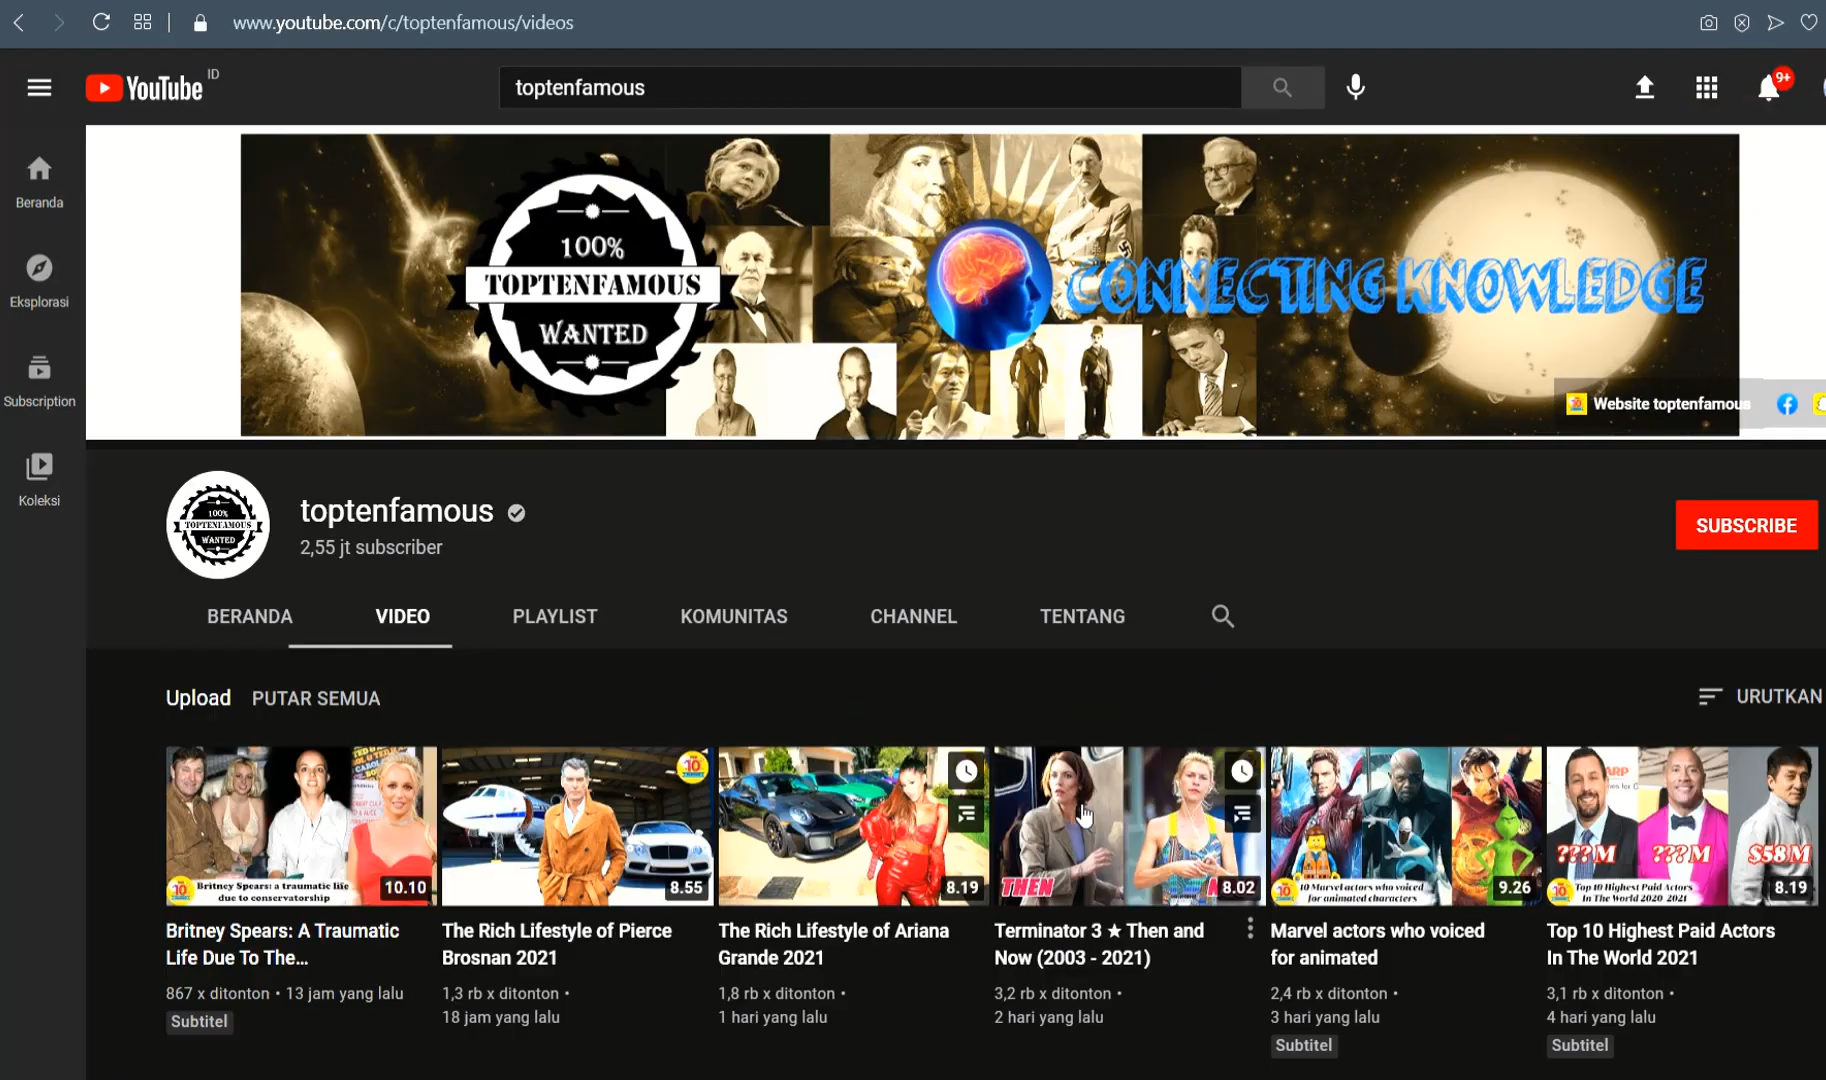 www.youtube.com/c/toptenfamous/videos
YouTube ID
toptenfamous
9+
Beranda
Eksplorasi
Subscription
Koleksi
100%
TOPTENFAMOUS
WANTED
CONNECTING KNOWLEDGE
Website toptenfamous
100%
TOPTENFAMOUS
WANTED
toptenfamous
2,55 jt subscriber
SUBSCRIBE
BERANDA VIDEO PLAYLIST KOMUNITAS CHANNEL TENTANG
Upload PUTAR SEMUA
URUTKAN
10
Britney Spears: a traumatic life
due to conservatorship
10.10
Britney Spears: A Traumatic
Life Due To The...
867 x ditonton • 13 jam yang lalu
Subtitel
10
8.55
The Rich Lifestyle of Pierce
Brosnan 2021
1,3 rb x ditonton •
18 jam yang lalu
8.19
The Rich Lifestyle of Ariana
Grande 2021
1,8 rb x ditonton •
1 hari yang lalu
THEN
8.02
Terminator 3 ★ Then and
Now (2003 - 2021)
3,2 rb x ditonton •
2 hari yang lalu
10
10 Marvel actors who voiced
for animated characters
9.26
Marvel actors who voiced
for animated
2,4 rb x ditonton •
3 hari yang lalu
Subtitel
???M ???M $58M
10
Top 10 Highest Paid Actors
In The World 2020-2021
8.19
Top 10 Highest Paid Actors
In The World 2021
3,1 rb x ditonton •
4 hari yang lalu
Subtitel